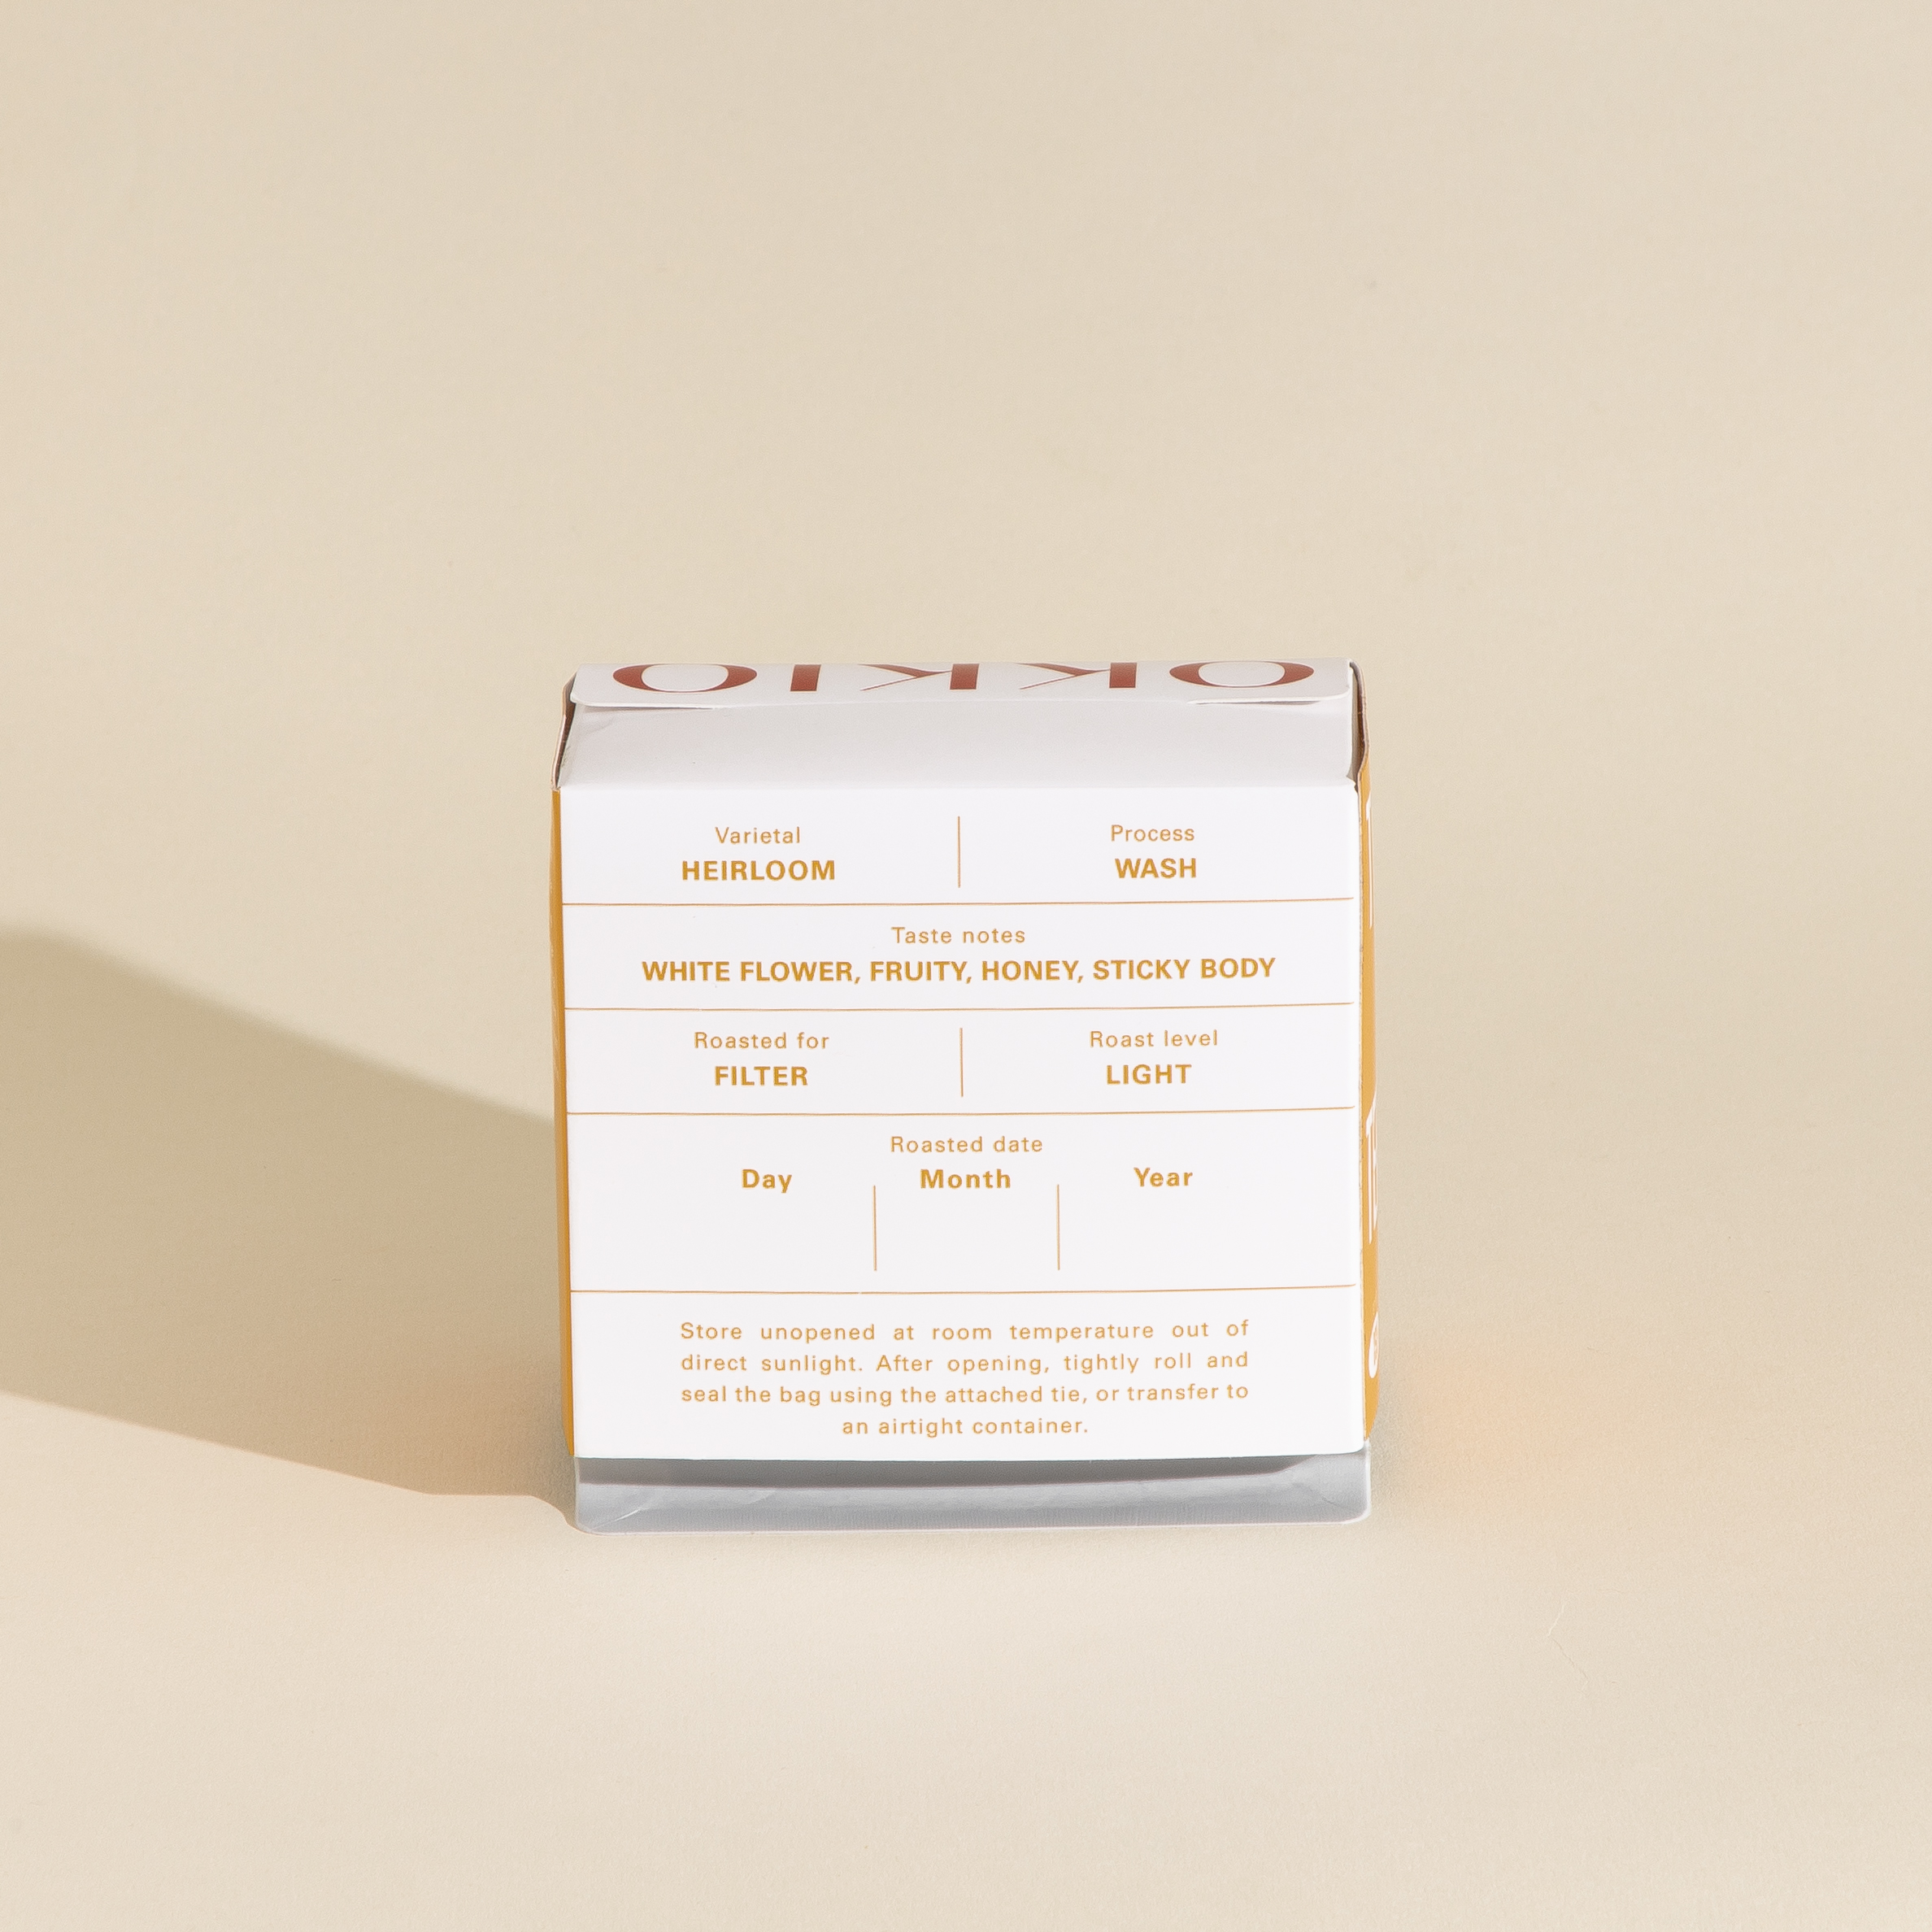 OKKIO
Varietal
HEIRLOOM
Process
WASH
Taste notes
WHITE FLOWER, FRUITY, HONEY, STICKY BODY
Roasted for
FILTER
Roast level
LIGHT
Roasted date
Day
Month
Year
Store unopened at room temperature out of
direct sunlight. After opening, tightly roll and
seal the bag using the attached tie, or transfer to
an airtight container.